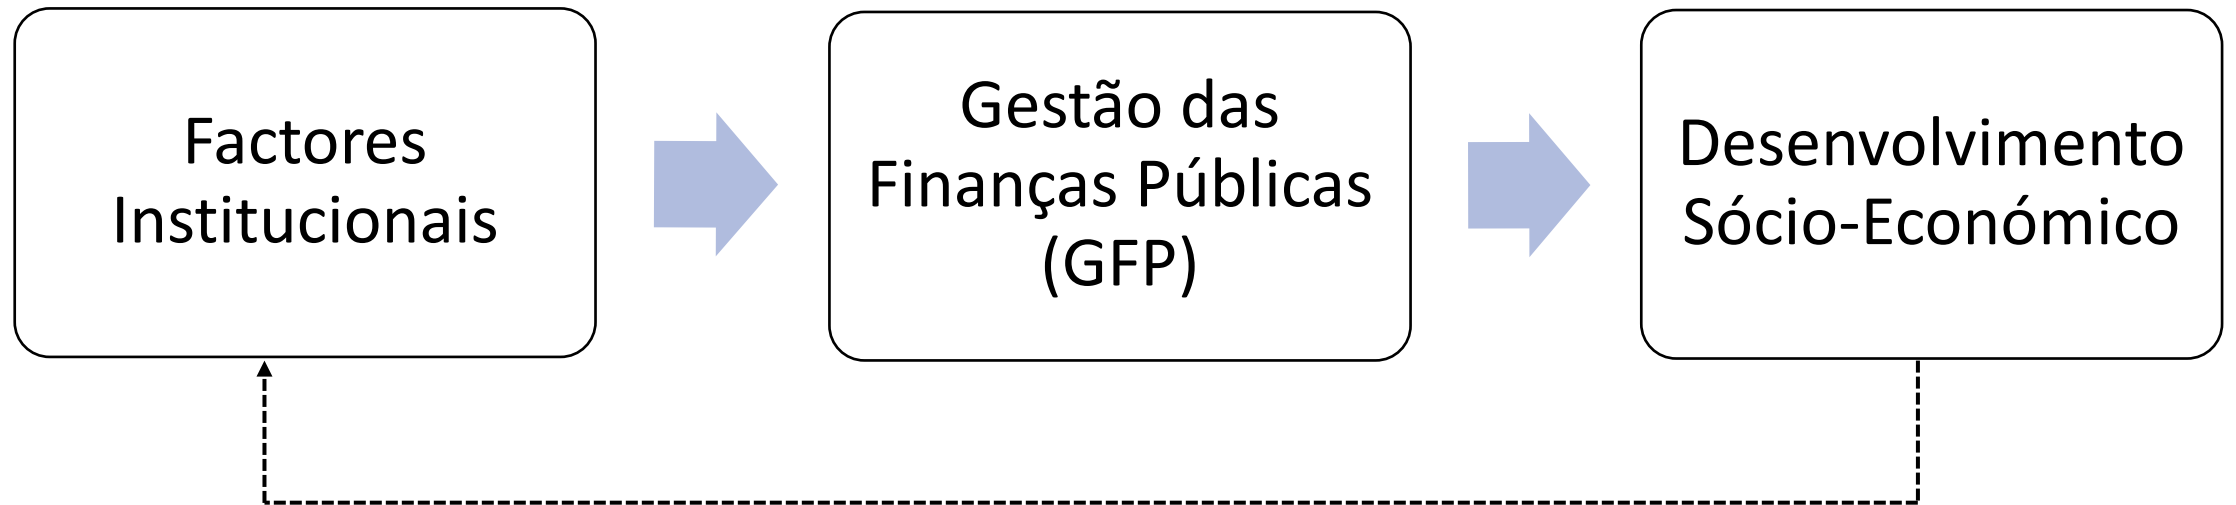 Factores
Institucionais
Gestão das
Finanças Públicas
(GFP)
Desenvolvimento
Sócio-Económico